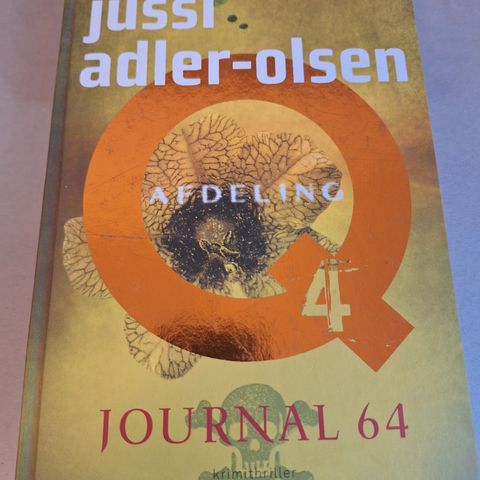 jussi
adler-olsen
AFDELING
Q
4
JOURNAL 64
krimithriller